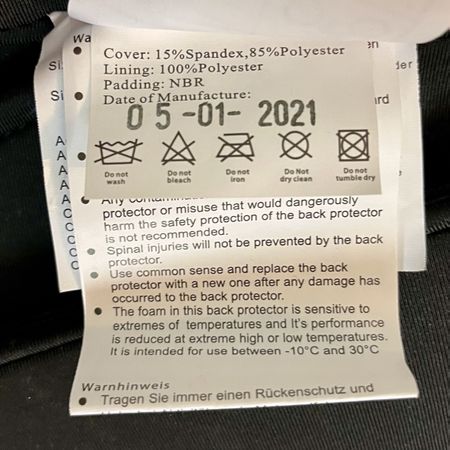 Wa
Cover: 15%Spandex,85%Polyester
Lining: 100%Polyester
Padding: NBR
Date of Manufacture:
05-01- 2021
Do not wash
Do not bleach
Do not iron
Do Not dry clean
Do not tumble dry
protector or misuse that would dangerously
harm the safety protection of the back protector
is not recommended.
• Spinal injuries will not be prevented by the back
protector.
• Use common sense and replace the back
protector with a new one after any damage has
occurred to the back protector.
• The foam in this back protector is sensitive to
extremes of temperatures and It's performance
is reduced at extreme high or low temperatures.
It is intended for use between -10°C and 30°C
Warnhinweis
• Tragen Sie immer einen Rückenschutz und